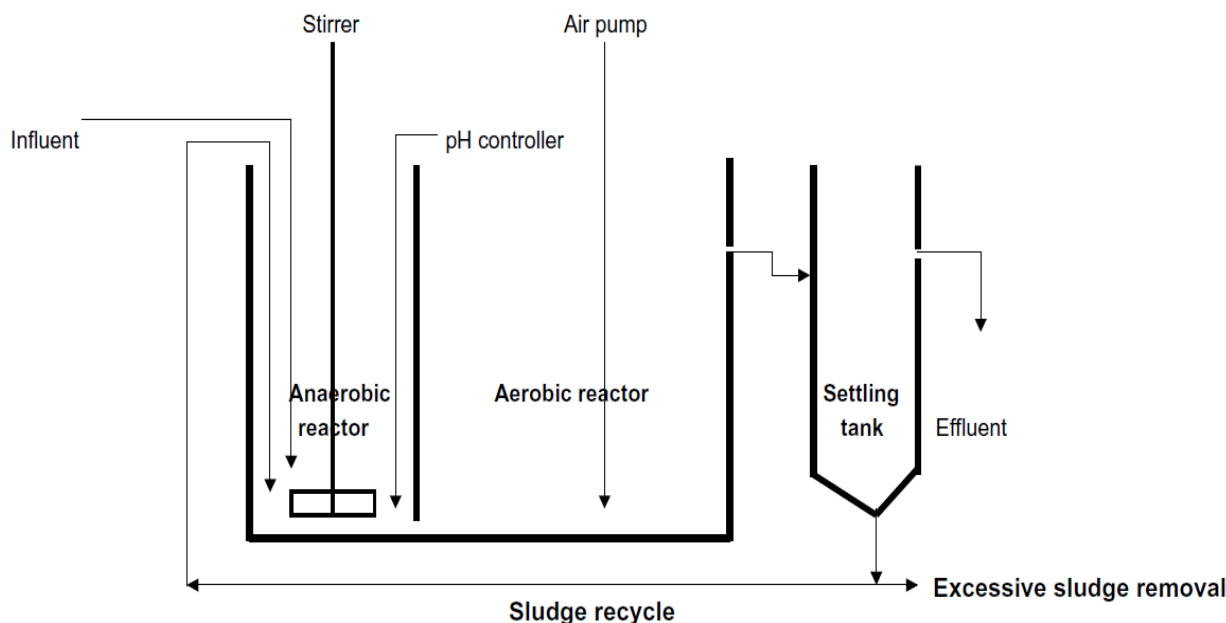 Stirrer
Air pump
Influent
pH controller
Anaerobic
reactor
Aerobic reactor
Settling
tank
Effluent
Excessive sludge removal
Sludge recycle